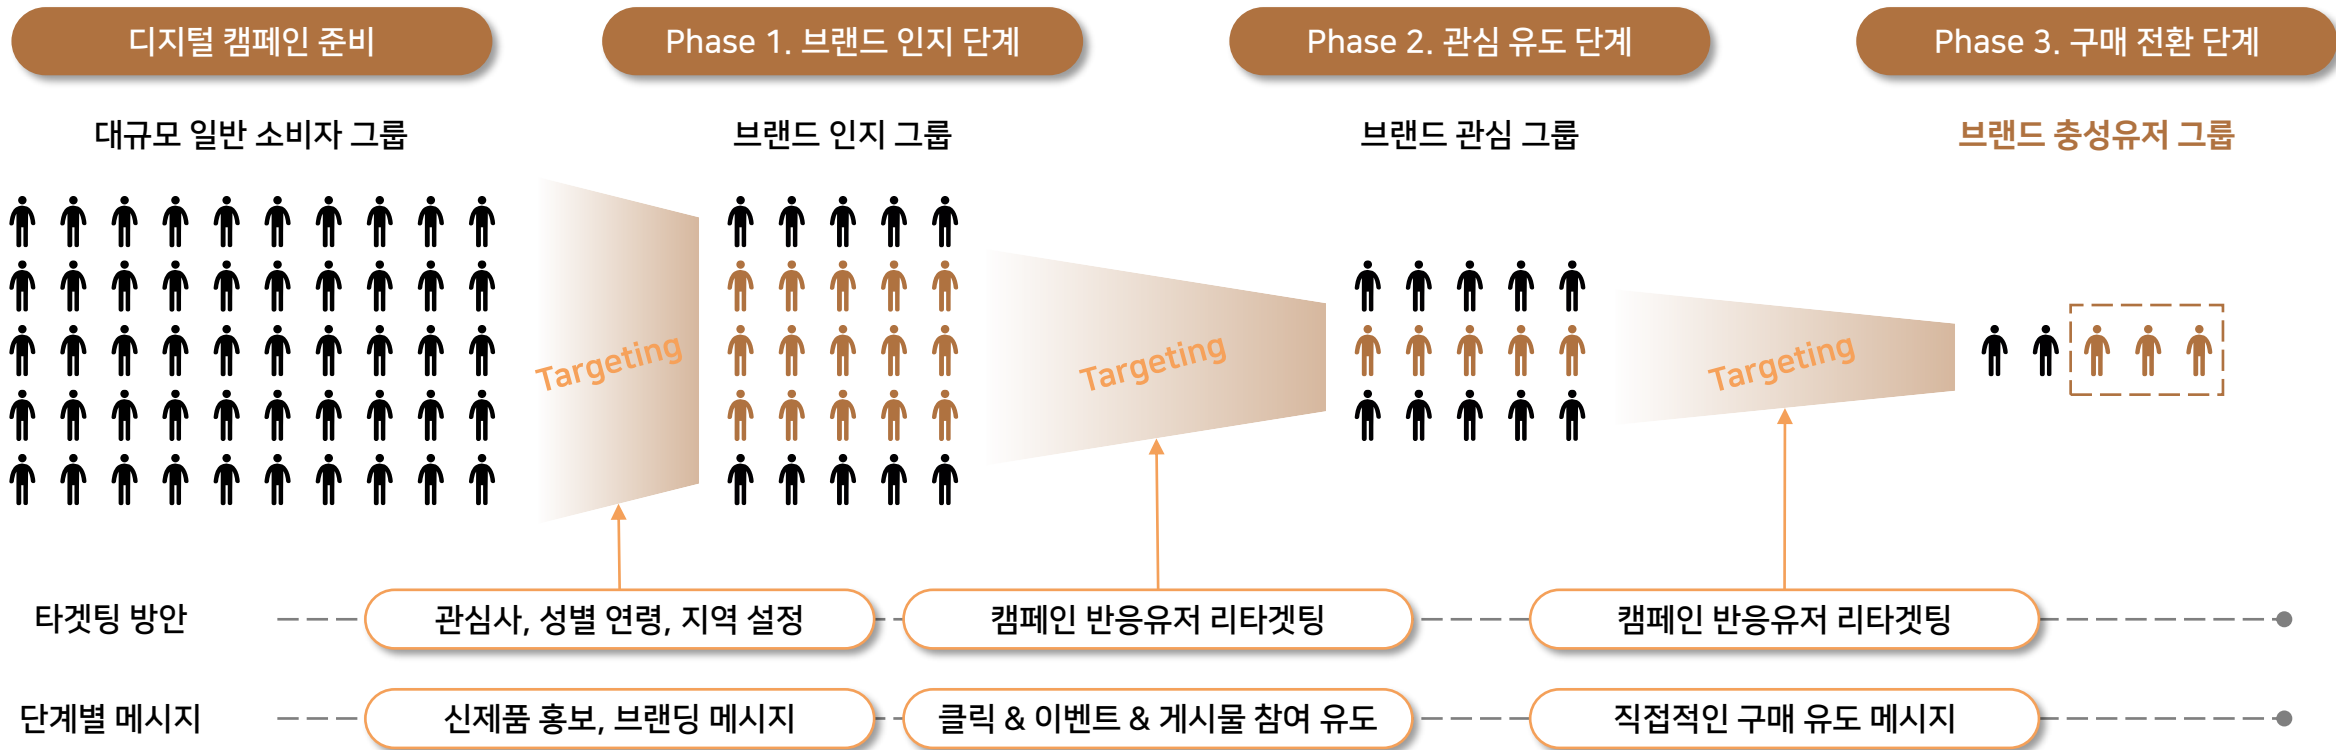 디지털 캠페인 준비
Phase 1. 브랜드 인지 단계
Phase 2. 관심 유도 단계
Phase 3. 구매 전환 단계
대규모 일반 소비자 그룹
브랜드 인지 그룹
브랜드 관심 그룹
브랜드 충성유저 그룹
Targeting
Targeting
Targeting
타겟팅 방안
관심사, 성별 연령, 지역 설정
캠페인 반응유저 리타겟팅
캠페인 반응유저 리타겟팅
단계별 메시지
신제품 홍보, 브랜딩 메시지
클릭 & 이벤트 & 게시물 참여 유도
직접적인 구매 유도 메시지